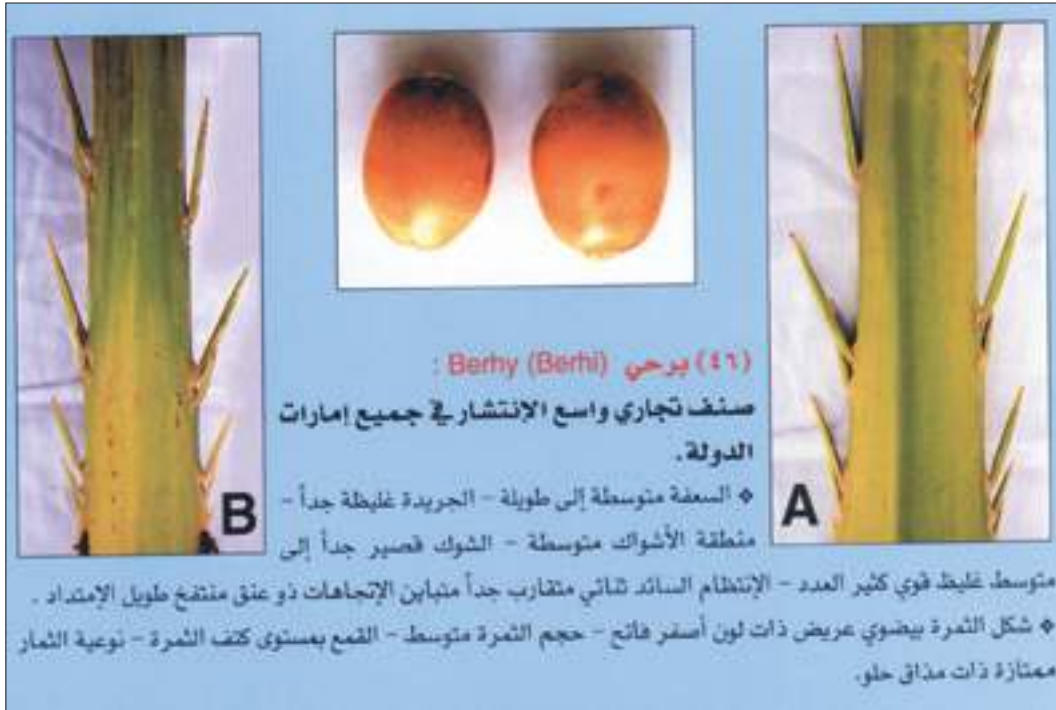 A
B
(٤٦) برحي Berhy (Berhi) :
صنف تجاري واسع الانتشار في جميع إمارات
الدولة.
❖ السعفة متوسطة إلى طويلة – الجريدة غليظة جداً –
منطقة الأشواك متوسطة – الشوك قصير جداً إلى
متوسط غليظ قوي كثير العدد – الإنتظام السائد ثنائي متقارب جداً متباين الإتجاهات ذو عنق منتفخ طويل الإمتداد .
❖ شكل الثمرة بيضوي عريض ذات لون أصفر فاتح – حجم الثمرة متوسط – القمع بمستوى كتف الثمرة – نوعية الثمار
ممتازة ذات مذاق حلو.